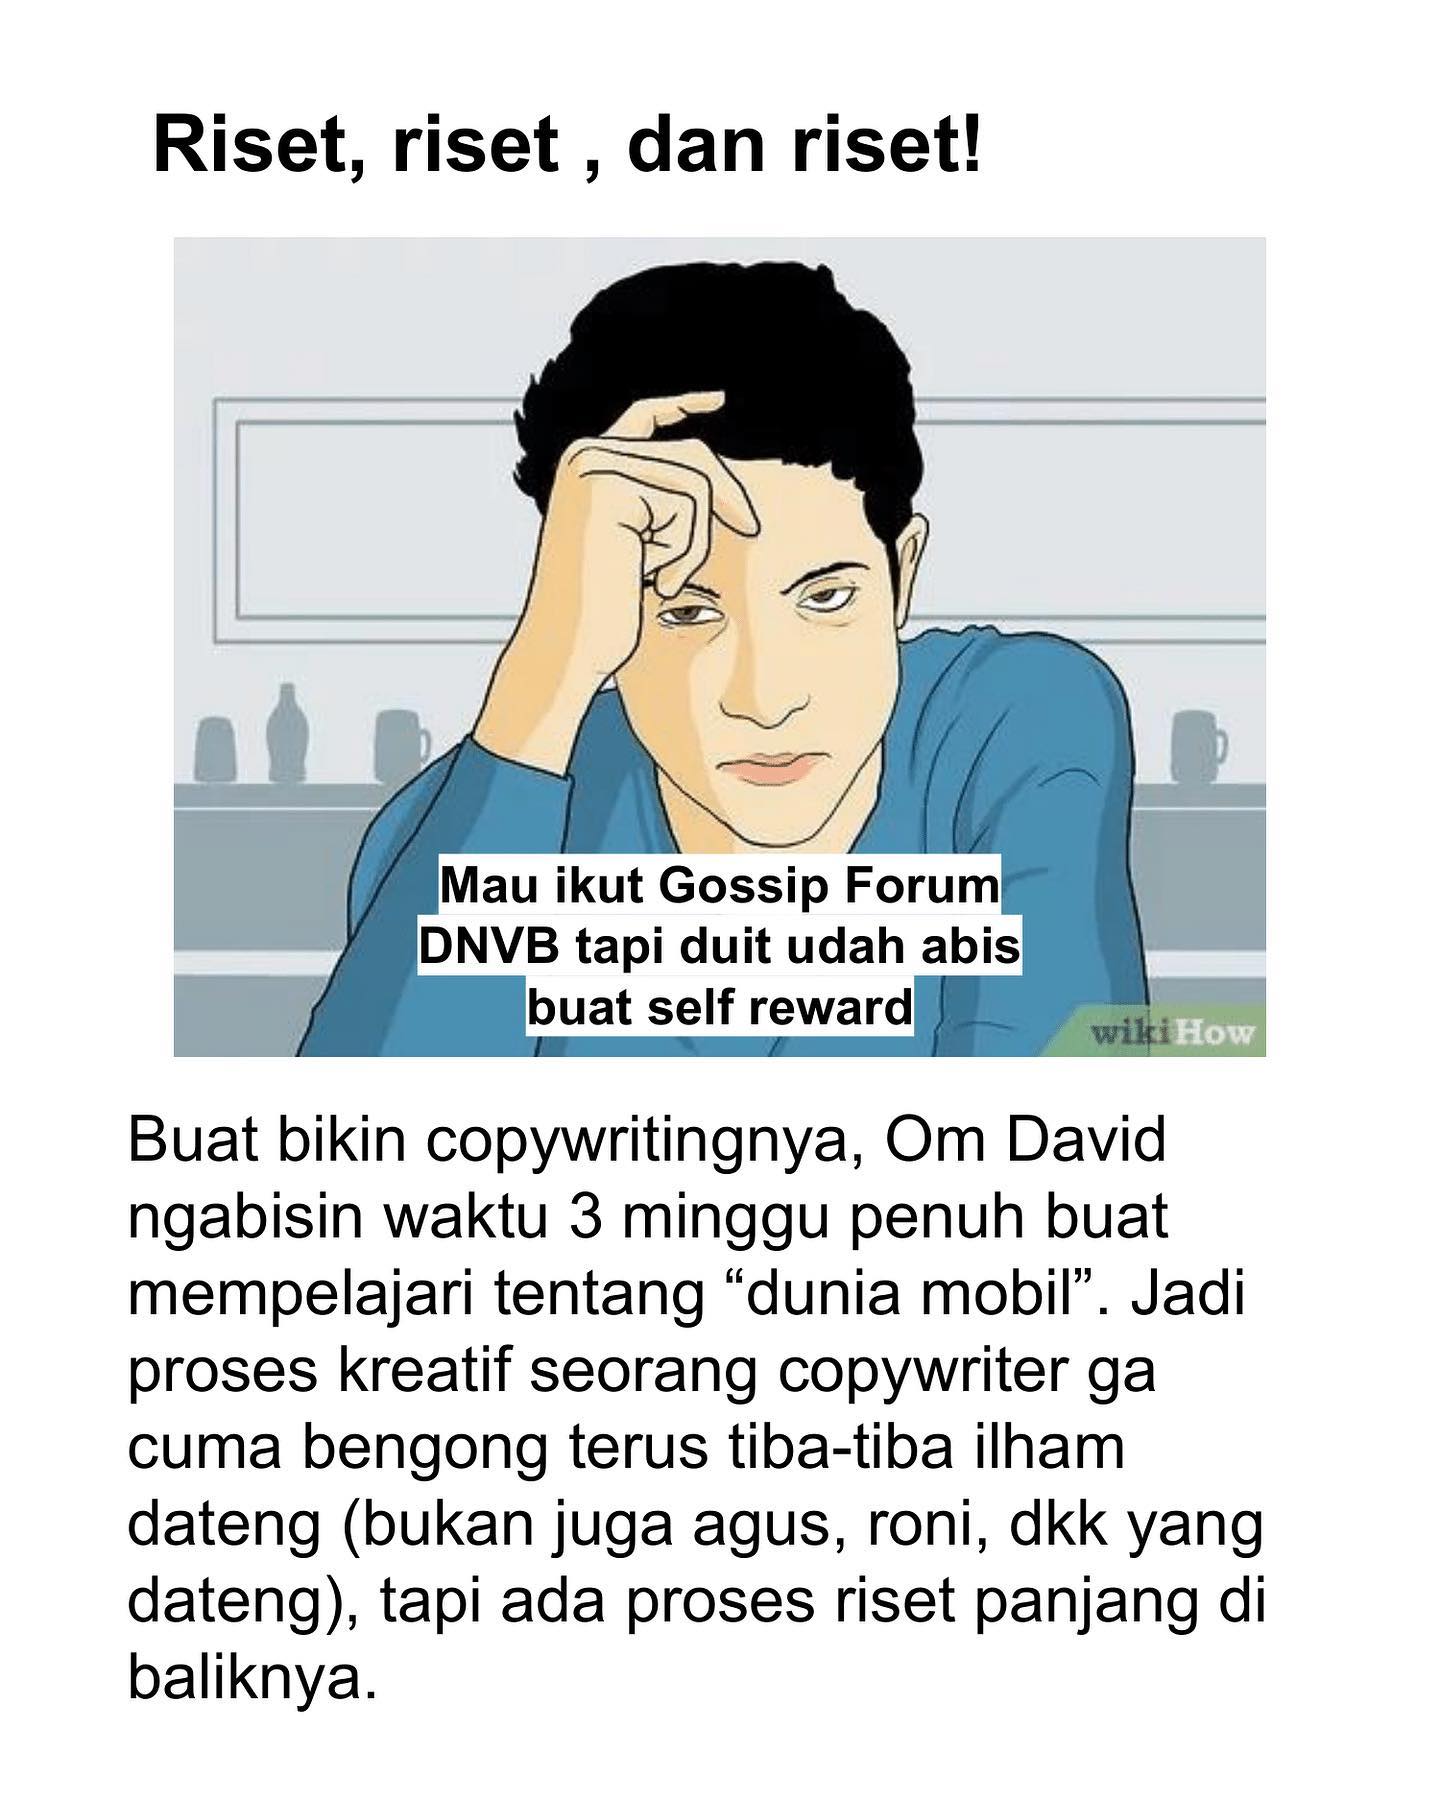 Riset, riset , dan riset!
Mau ikut Gossip Forum
DNVB tapi duit udah abis
buat self reward
wikiHow
Buat bikin copywritingnya, Om David
ngabisin waktu 3 minggu penuh buat
mempelajari tentang “dunia mobil”. Jadi
proses kreatif seorang copywriter ga
cuma bengong terus tiba-tiba ilham
dateng (bukan juga agus, roni, dkk yang
dateng), tapi ada proses riset panjang di
baliknya.